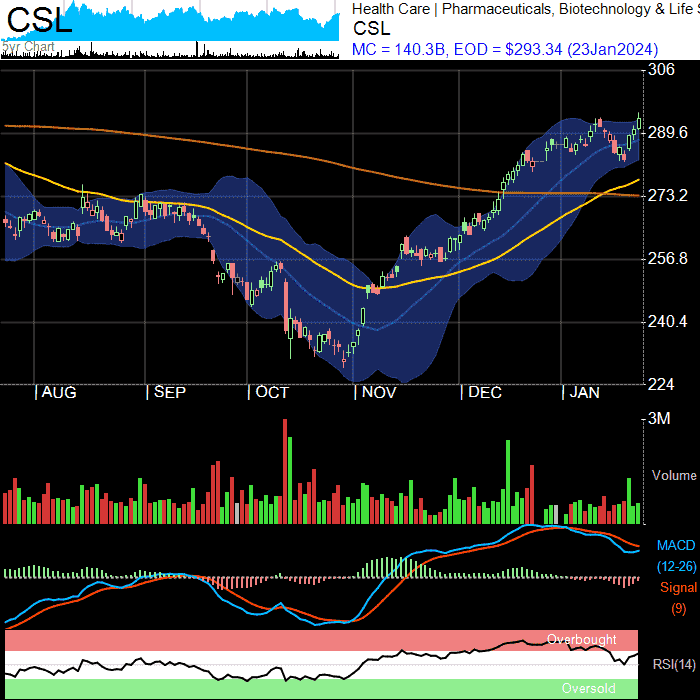 CSL
5yr Chart
Health Care | Pharmaceuticals, Biotechnology & Life
CSL
MC = 140.3B, EOD = $293.34 (23Jan2024)
306
289.6
273.2
256.8
240.4
224
| AUG | SEP | OCT | NOV | DEC | JAN
3M
Volume
MACD
(12-26)
Signal
(9)
Overbought
RSI(14)
Oversold